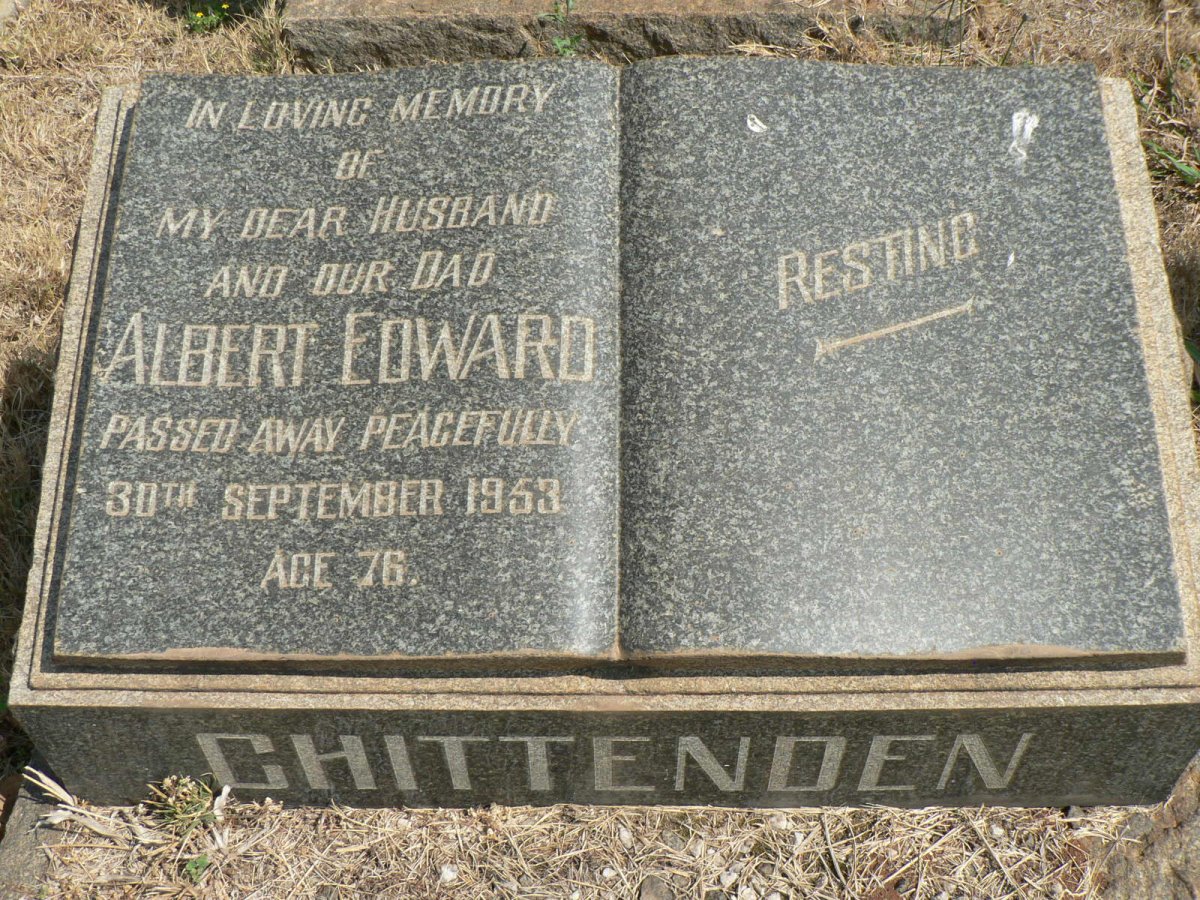 IN LOVING MEMORY
OF
MY DEAR HUSBAND
AND OUR DAD
ALBERT EDWARD
PASSED AWAY PEACEFULLY
30TH SEPTEMBER 1953.
AGE 76.
RESTING
CHITTENDEN